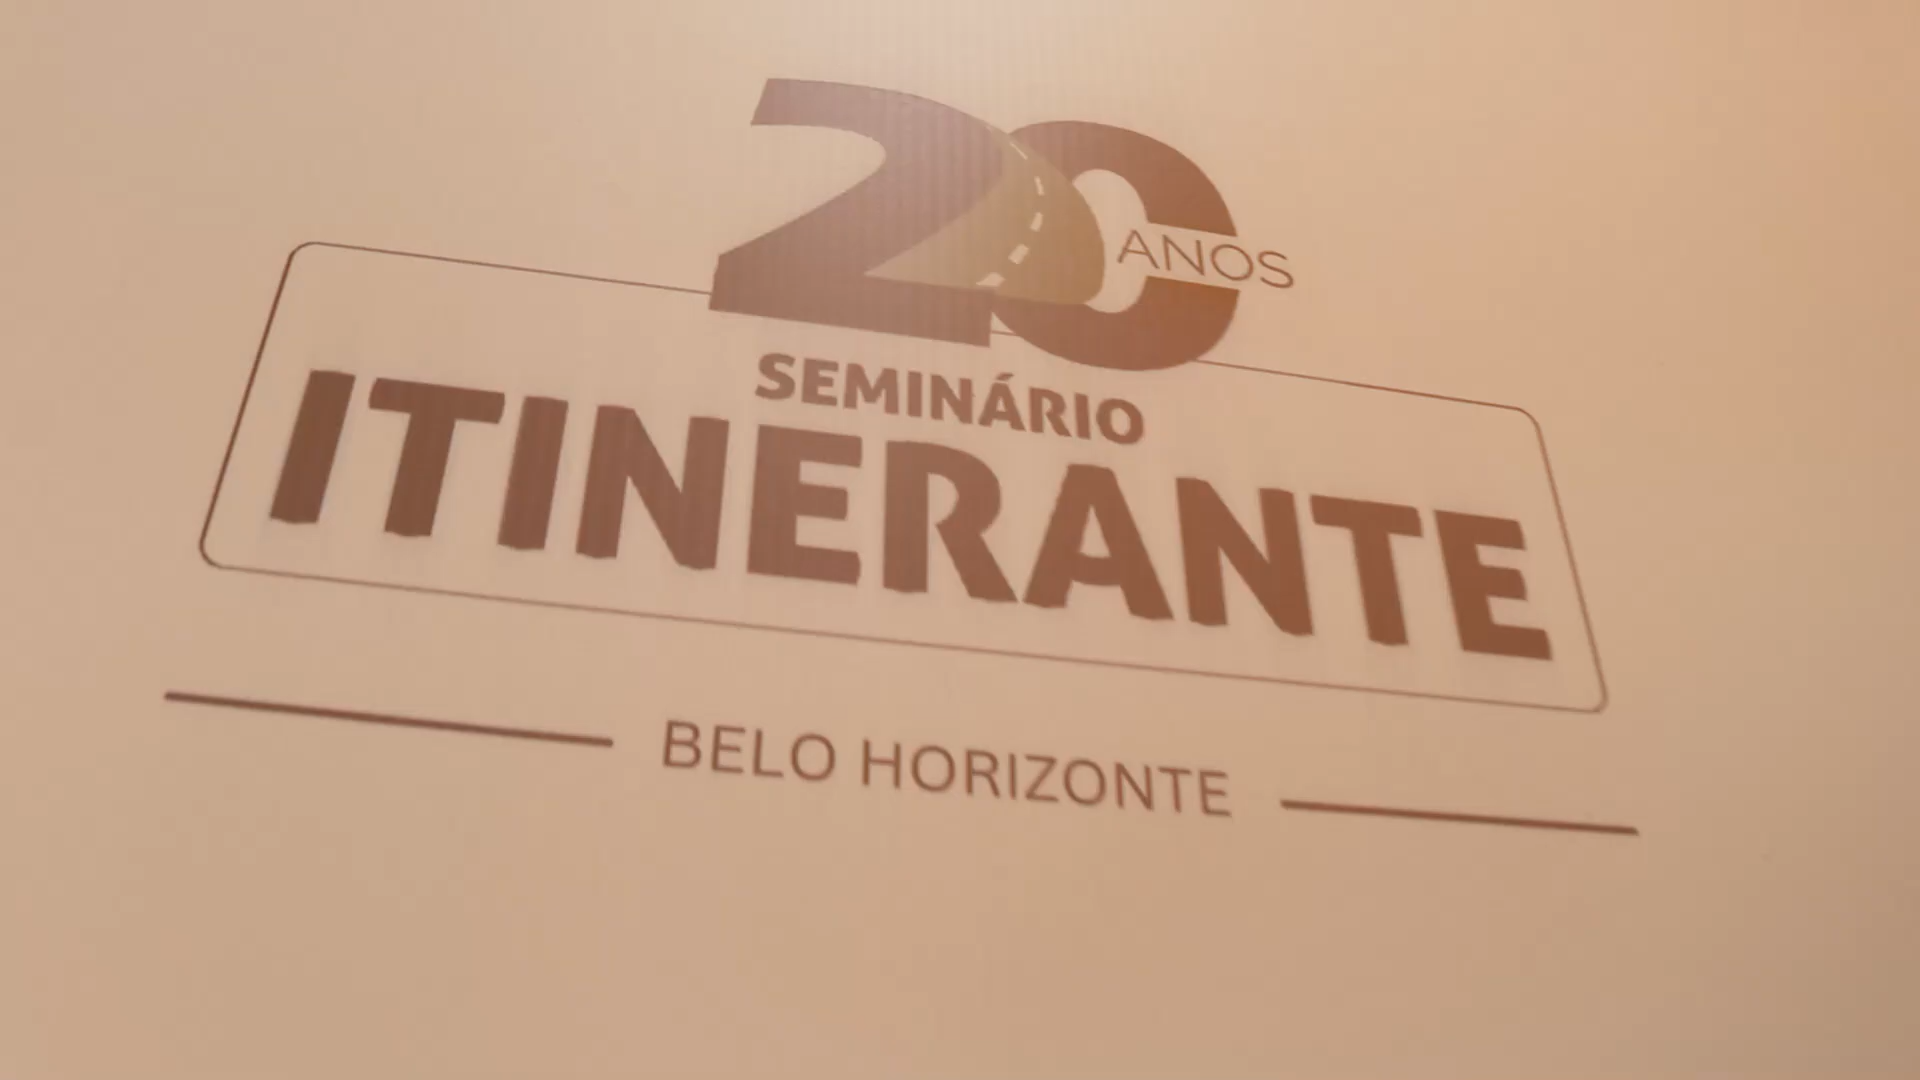 20
ANOS
SEMINÁRIO
ITINERANTE
BELO HORIZONTE